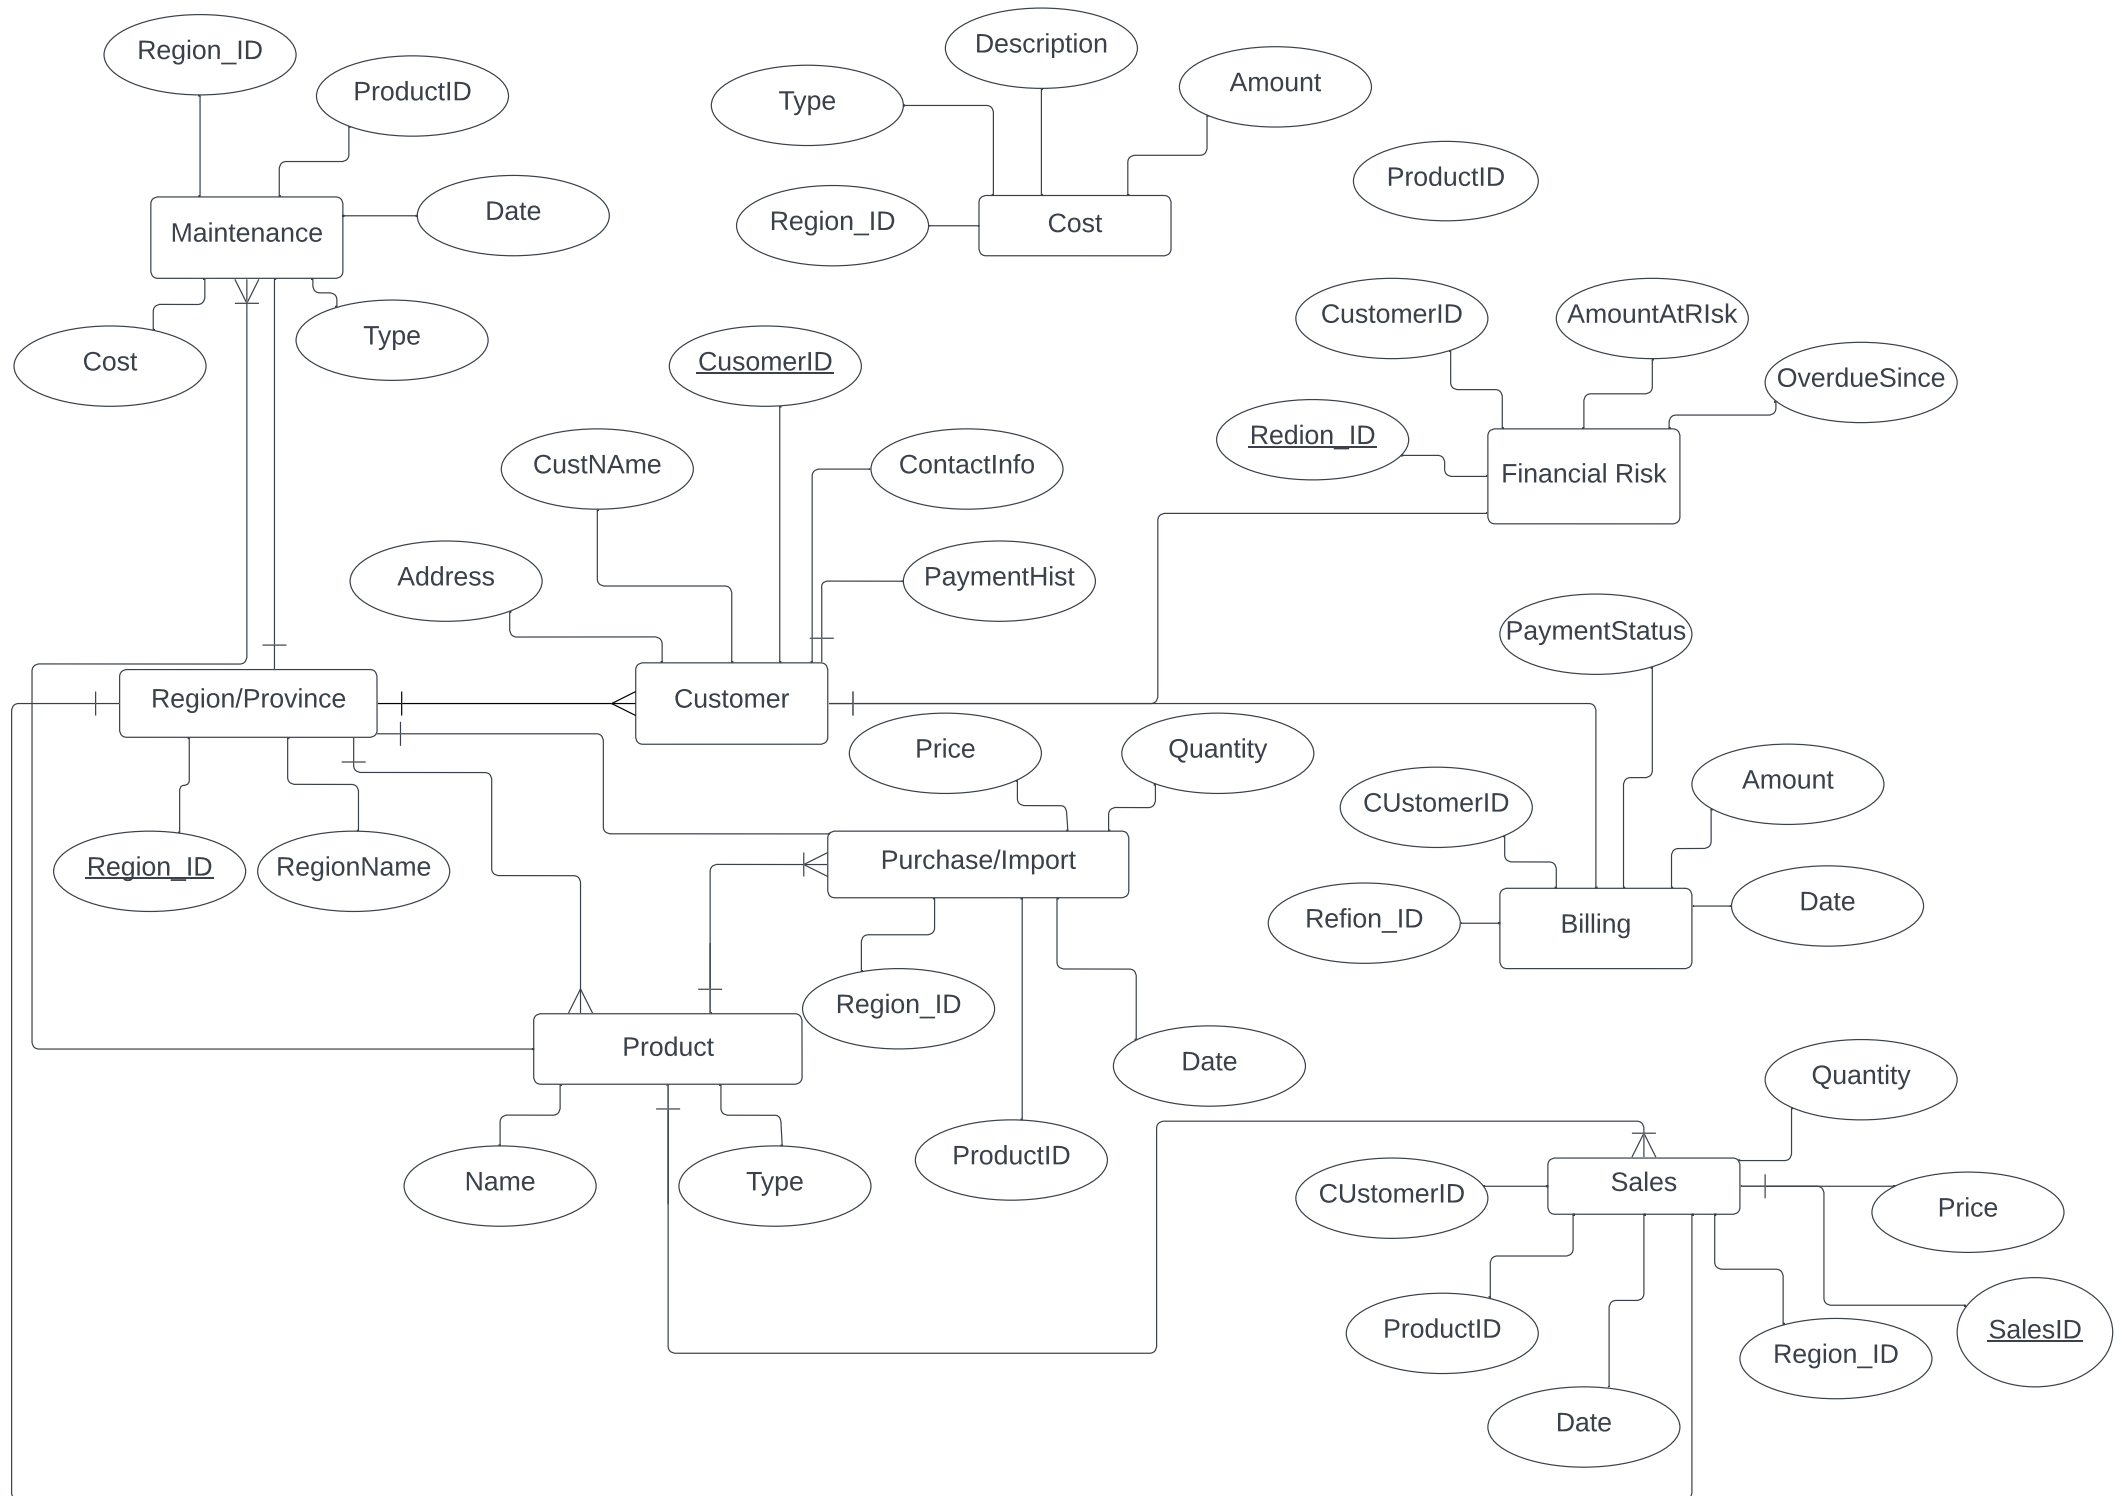 Region_ID
ProductID
Date
Maintenance
Cost
Type
Description
Type
Amount
Region_ID
Cost
ProductID
CustomerID
AmountAtRIsk
OverdueSince
Redion_ID
Financial Risk
CusomerID
CustNAme
ContactInfo
Address
PaymentHist
Region/Province
Customer
Region_ID
RegionName
Price
Quantity
Purchase/Import
Region_ID
Date
ProductID
PaymentStatus
CUstomerID
Amount
Refion_ID
Date
Billing
Product
Name
Type
Quantity
CUstomerID
Sales
Price
ProductID
SalesID
Region_ID
Date